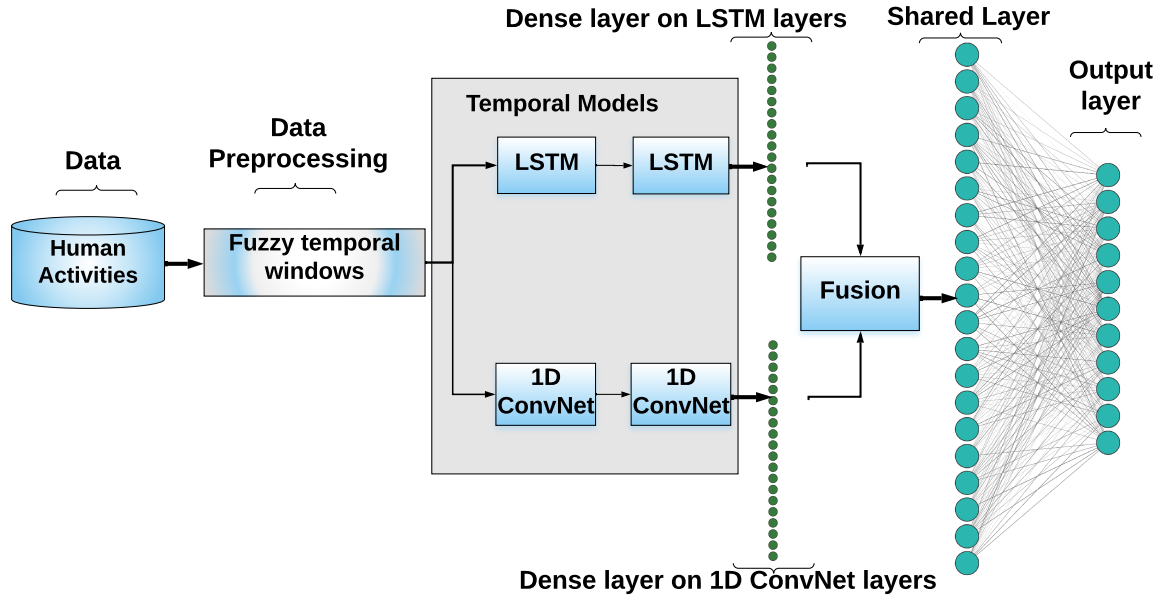 Dense layer on LSTM layers
Shared Layer
Output
layer
Temporal Models
Data
Preprocessing
Data
LSTM
LSTM
Human
Activities
Fuzzy temporal
windows
Fusion
1D
ConvNet
1D
ConvNet
Dense layer on 1D ConvNet layers